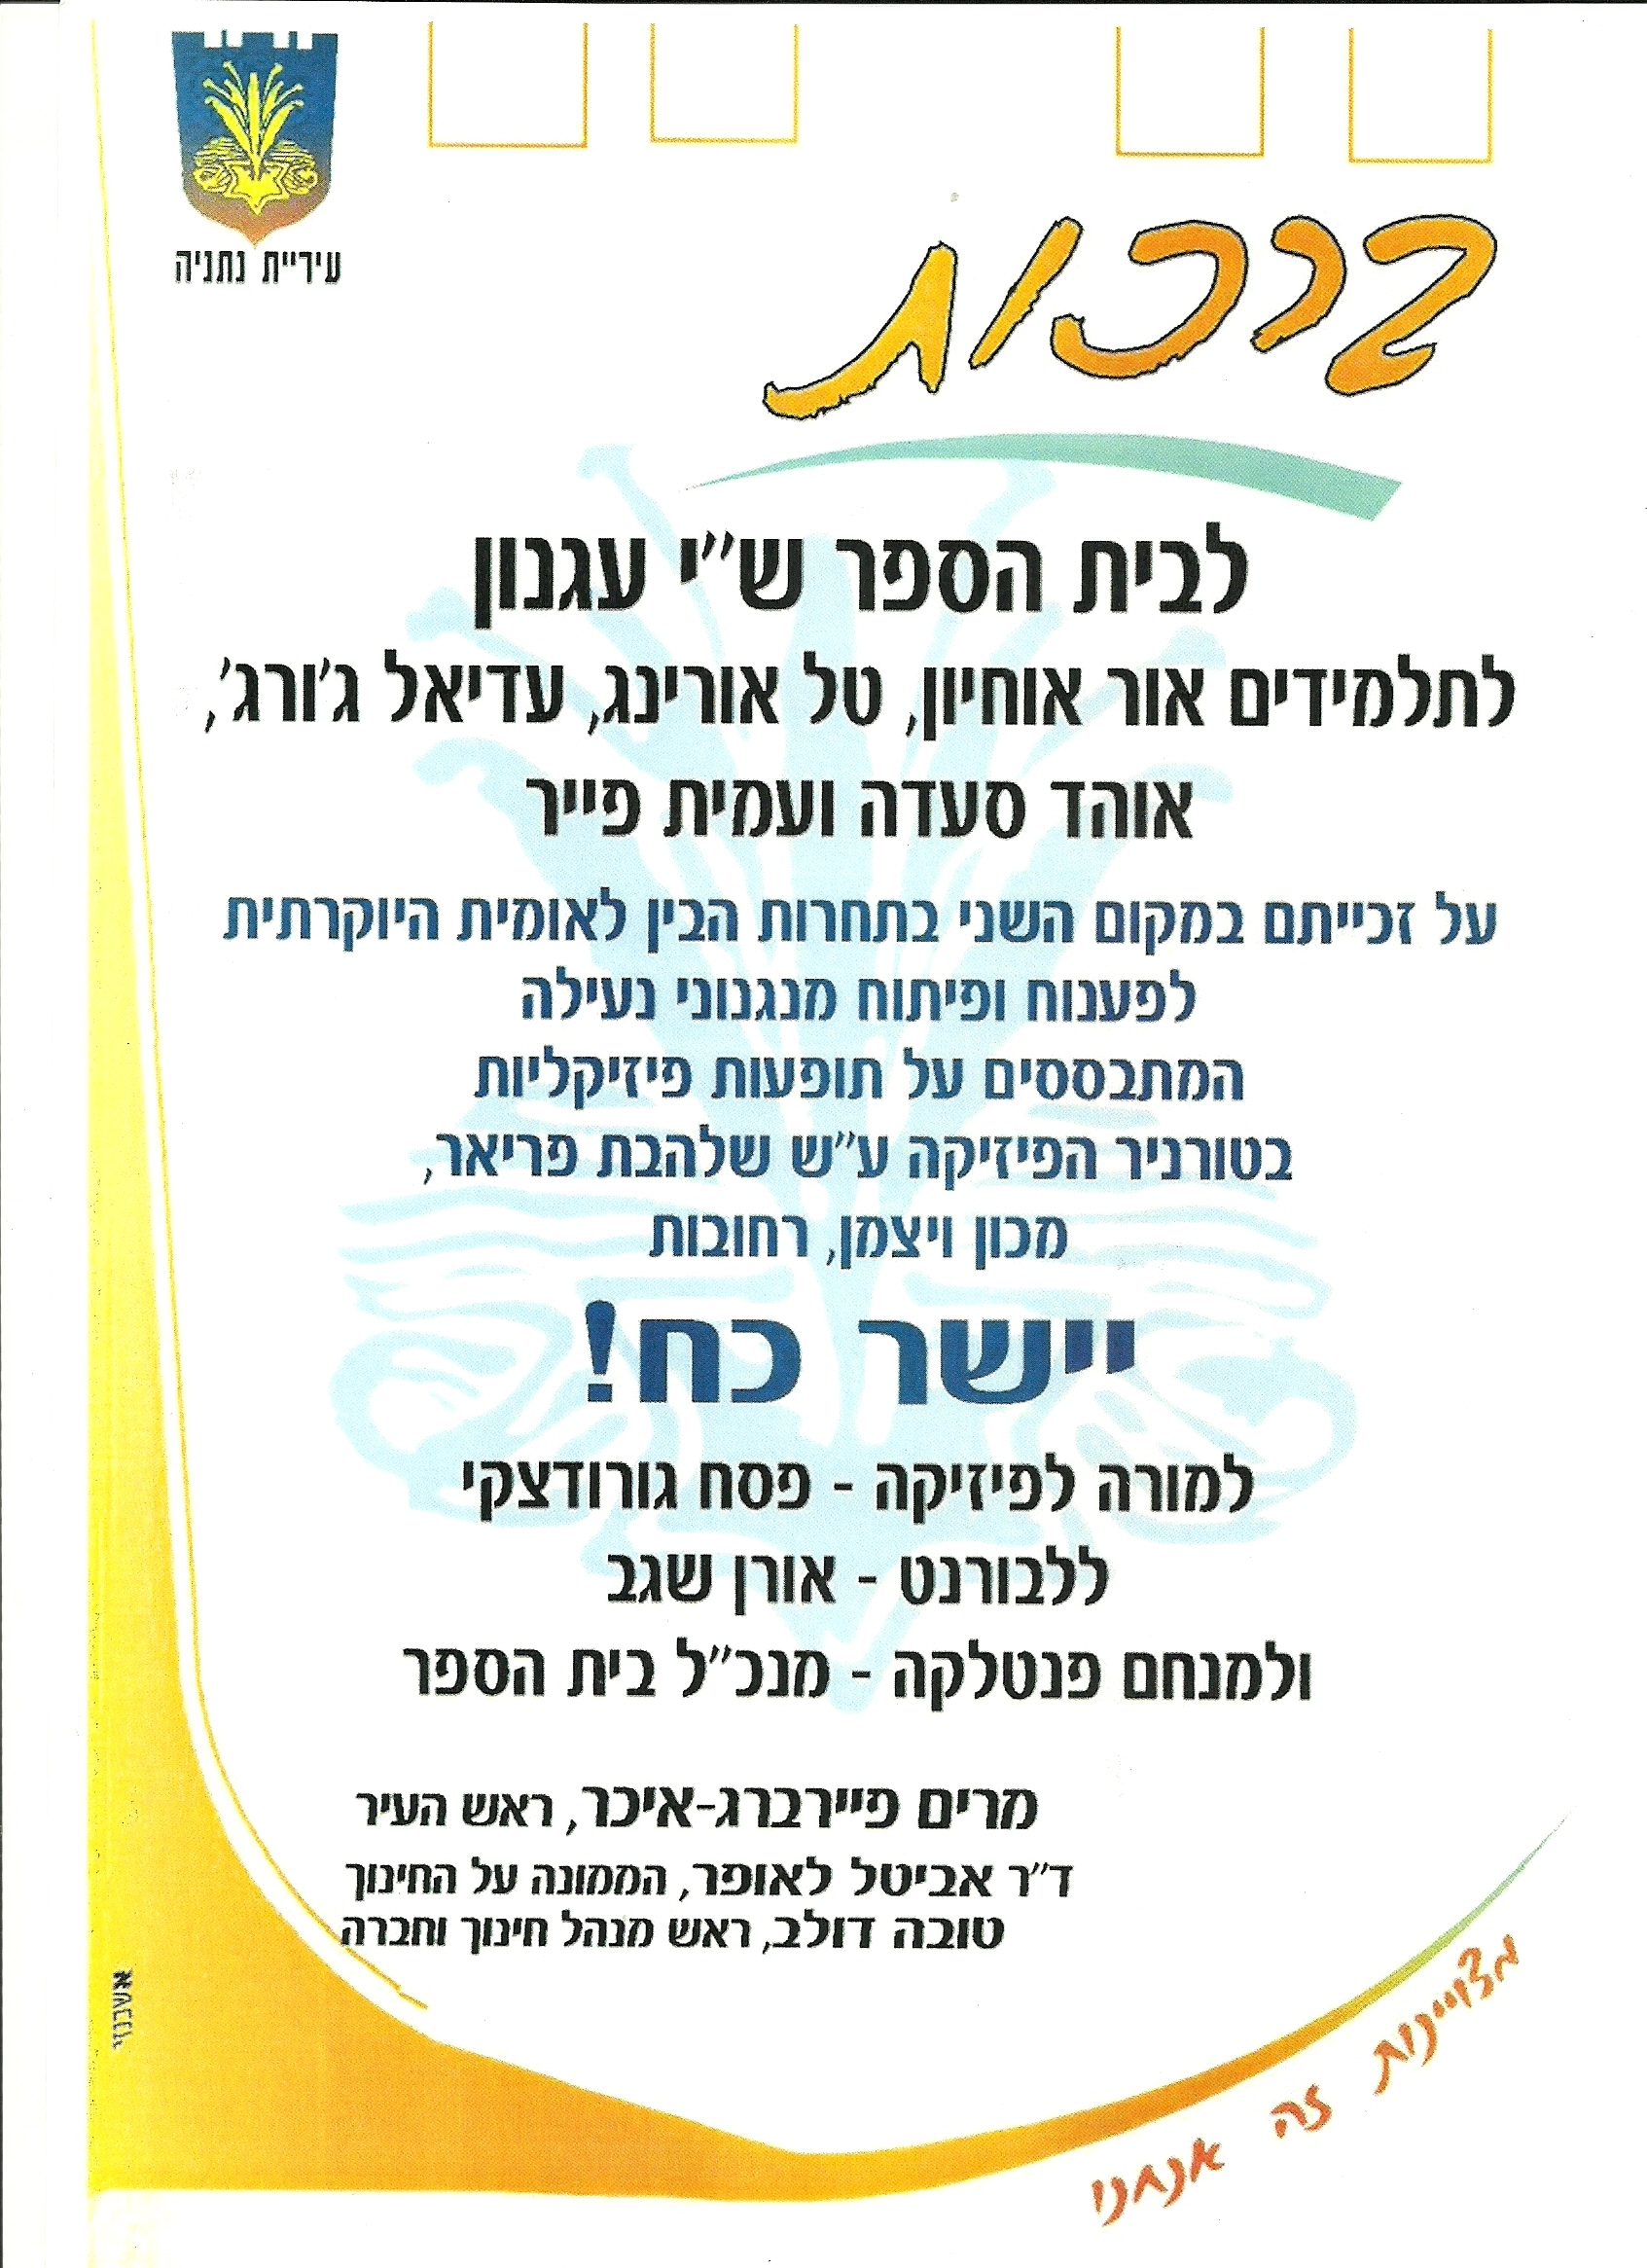 עיריית נתניה
ברכות
לבית הספר ש״י עגנון
לתלמידים אור אוחיון, טל אורינג, עדיאל ג׳ורג׳,
אוהד סעדה ועמית פייר
על זכייתם במקום השני בתחרות הבין לאומית היוקרתית
לפענוח ופיתוח מנגנוני נעילה
המתבססים על תופעות פיזיקליות
בטורניר הפיזיקה ע״ש שלהבת פריאר,
מכון ויצמן, רחובות
יישר כח!
למורה לפיזיקה - פסח גורודצקי
ללבורנט - אורן שגב
ולמנחם פנטלקה - מנכ״ל בית הספר
מרים פיירברג-איכר, ראש העיר
ד״ר אביטל לאופר, הממונה על החינוך
טובה דולב, ראש מנהל חינוך וחברה
מצויינות זה אנחנו
אשבנוי